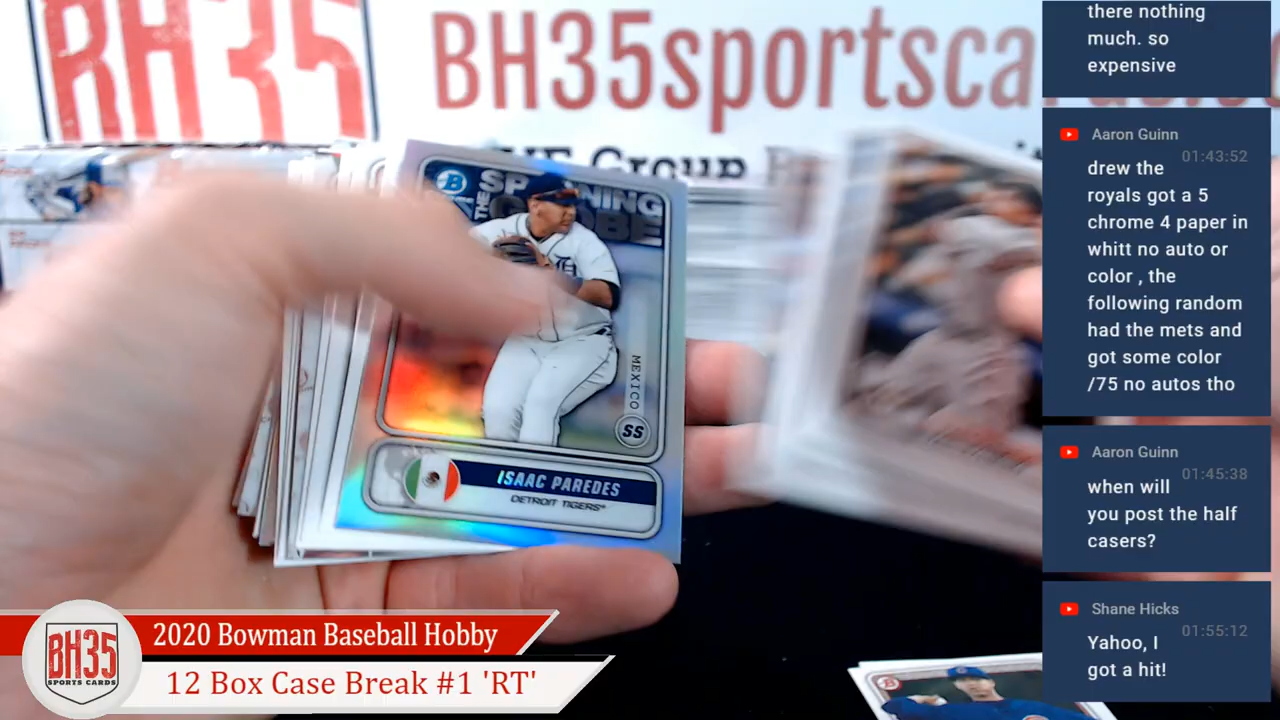 BH35
BH35sportsca
Group
SP NING
THE
MEXICO
SS
ISAAC PAREDES
DETROIT TIGERS
BH35
SPORTS CARDS
2020 Bowman Baseball Hobby
12 Box Case Break #1 'RT'
there nothing
much. so
expensive
Aaron Guinn
01:43:52
drew the
royals got a 5
chrome 4 paper in
whitt no auto or
color , the
following random
had the mets and
got some color
/75 no autos tho
Aaron Guinn
01:45:38
when will
you post the half
casers?
Shane Hicks
01:55:12
Yahoo, I
got a hit!